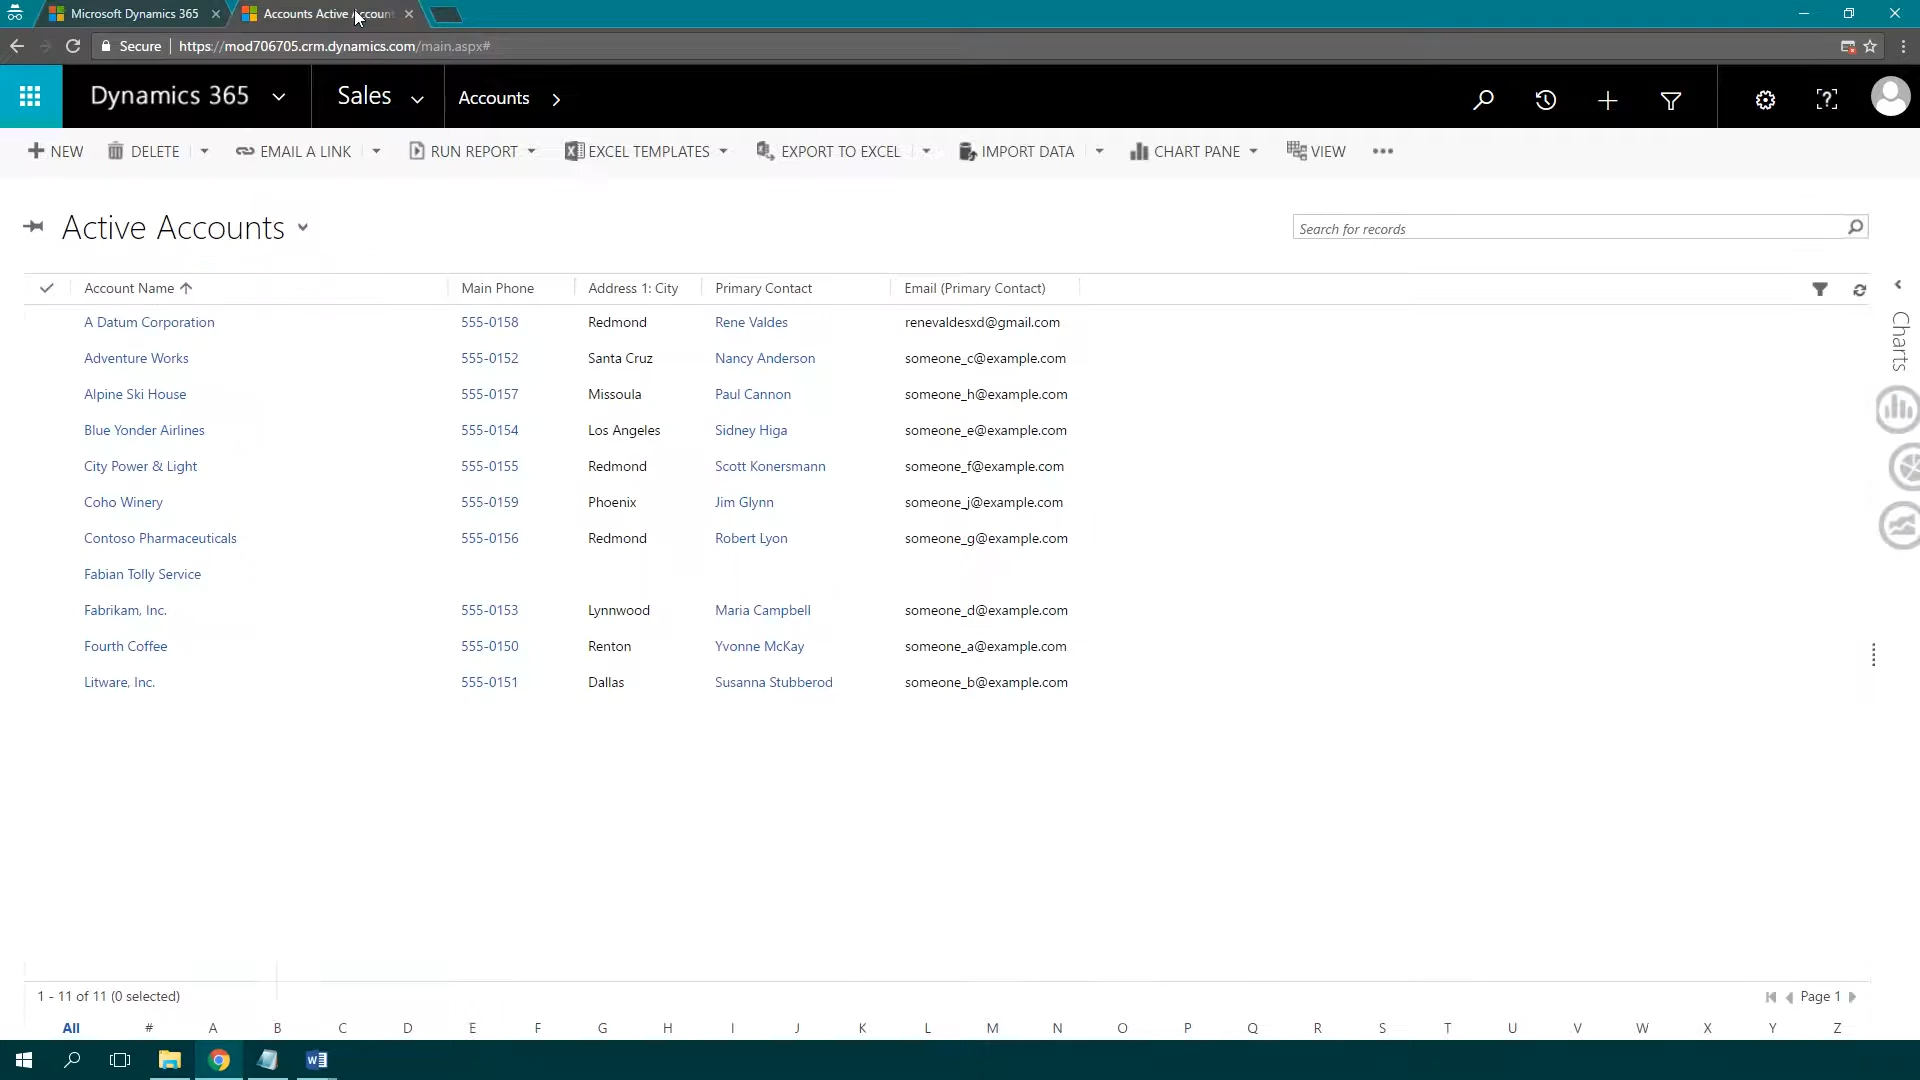 Microsoft Dynamics 365
Accounts Active Account
Secure | https://mod706705.crm.dynamics.com/main.aspx#
Dynamics 365 Sales Accounts
NEW DELETE EMAIL A LINK RUN REPORT EXCEL TEMPLATES EXPORT TO EXCEL IMPORT DATA CHART PANE VIEW
Active Accounts
Search for records
Account Name Main Phone Address 1: City Primary Contact Email (Primary Contact)
A Datum Corporation 555-0158 Redmond Rene Valdes renevaldesxd@gmail.com
Adventure Works 555-0152 Santa Cruz Nancy Anderson someone_c@example.com
Alpine Ski House 555-0157 Missoula Paul Cannon someone_h@example.com
Blue Yonder Airlines 555-0154 Los Angeles Sidney Higa someone_e@example.com
City Power & Light 555-0155 Redmond Scott Konersmann someone_f@example.com
Coho Winery 555-0159 Phoenix Jim Glynn someone_j@example.com
Contoso Pharmaceuticals 555-0156 Redmond Robert Lyon someone_g@example.com
Fabian Tolly Service
Fabrikam, Inc. 555-0153 Lynnwood Maria Campbell someone_d@example.com
Fourth Coffee 555-0150 Renton Yvonne McKay someone_a@example.com
Litware, Inc. 555-0151 Dallas Susanna Stubberod someone_b@example.com
Charts
1 - 11 of 11 (0 selected) Page 1
All # A B C D E F G H I J K L M N O P Q R S T U V W X Y Z